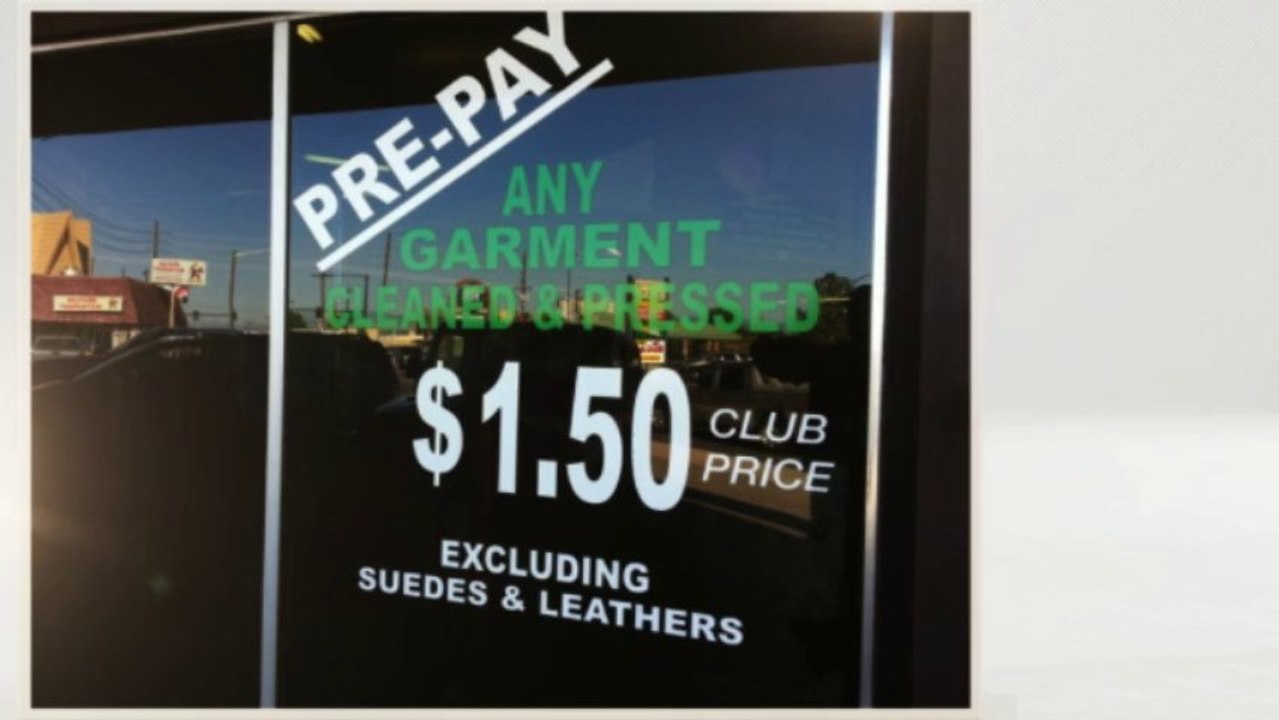 PRE-PAY
ANY
GARMENT
CLEANED & PRESSED
$1.50
CLUB
PRICE
EXCLUDING
SUEDES & LEATHERS